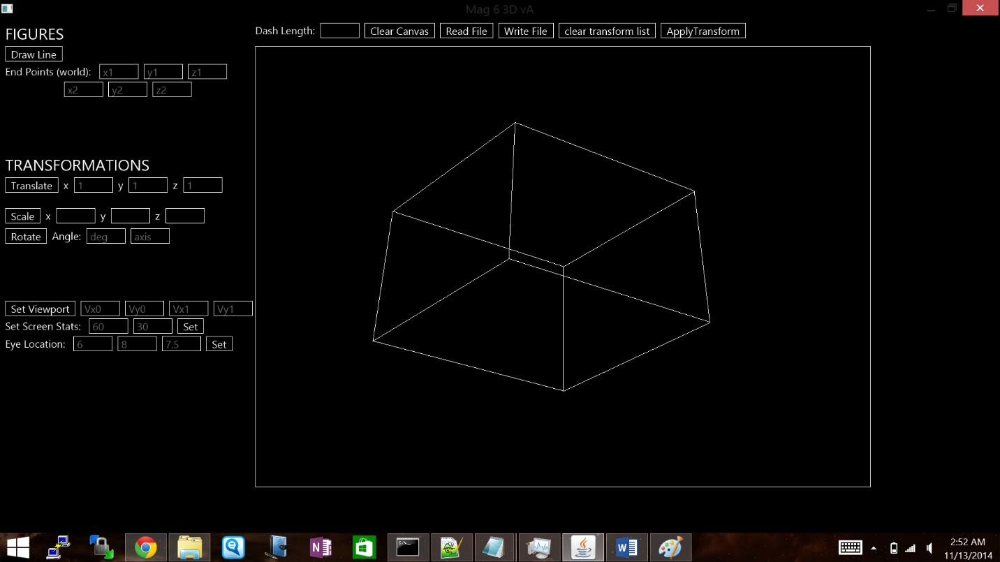 Mag 6 3D vA
FIGURES
Dash Length: Clear Canvas Read File Write File clear transform list ApplyTransform
Draw Line
End Points (world): x1 y1 z1
x2 y2 z2
TRANSFORMATIONS
Translate x 1 y 1 z 1
Scale x y z
Rotate Angle: deg axis
Set Viewport Vx0 Vy0 Vx1 Vy1
Set Screen Stats: 60 30 Set
Eye Location: 6 8 7.5 Set
2:52 AM
11/13/2014